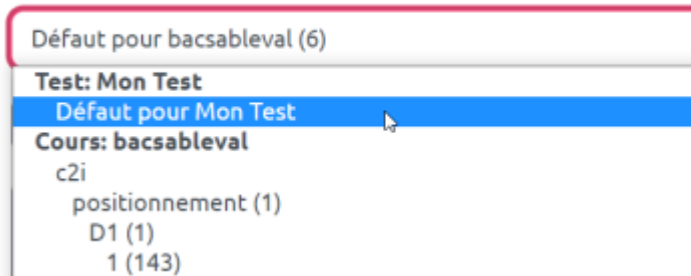 Défaut pour bacsableval (6)
Test: Mon Test
Défaut pour Mon Test
Cours: bacsableval
c2i
positionnement (1)
D1 (1)
1 (143)